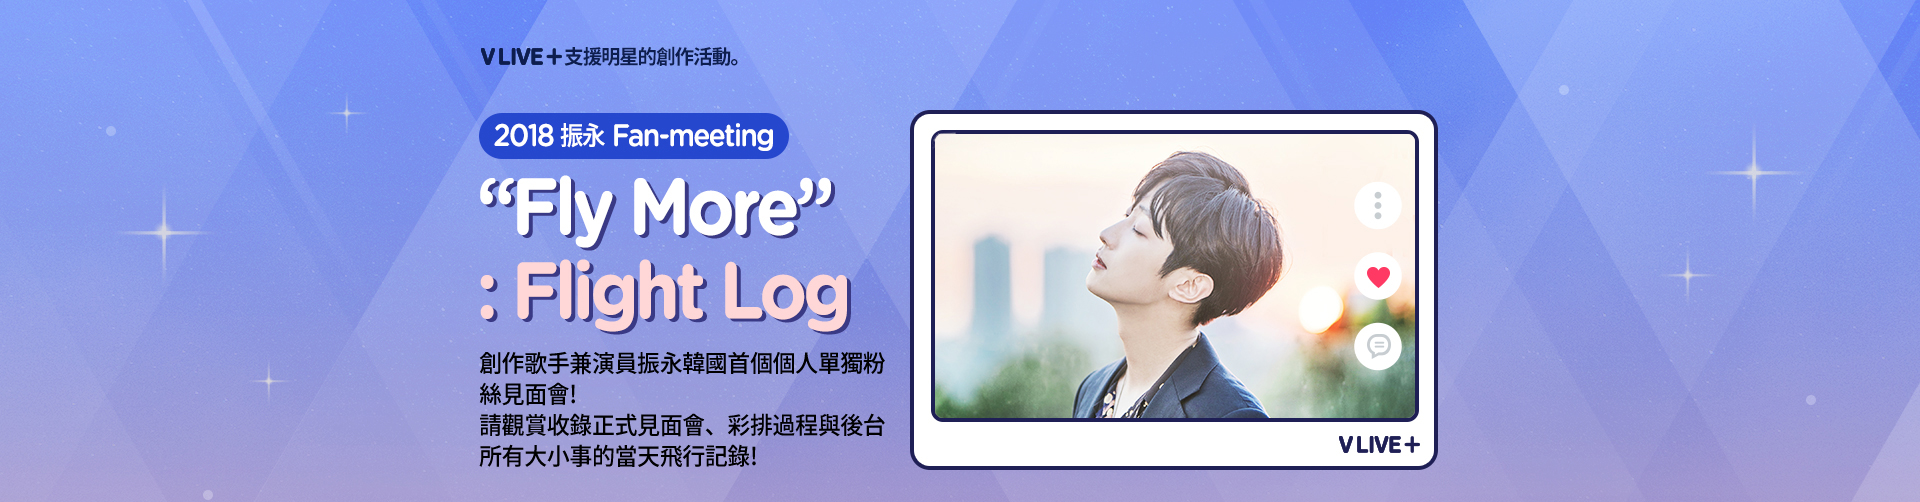 V LIVE+支援明星的創作活動。
2018 振永 Fan-meeting
“Fly More”
: Flight Log
創作歌手兼演員振永韓國首個個人單獨粉
絲見面會!
請觀賞收錄正式見面會、彩排過程與後台
所有大小事的當天飛行記錄!
V LIVE+